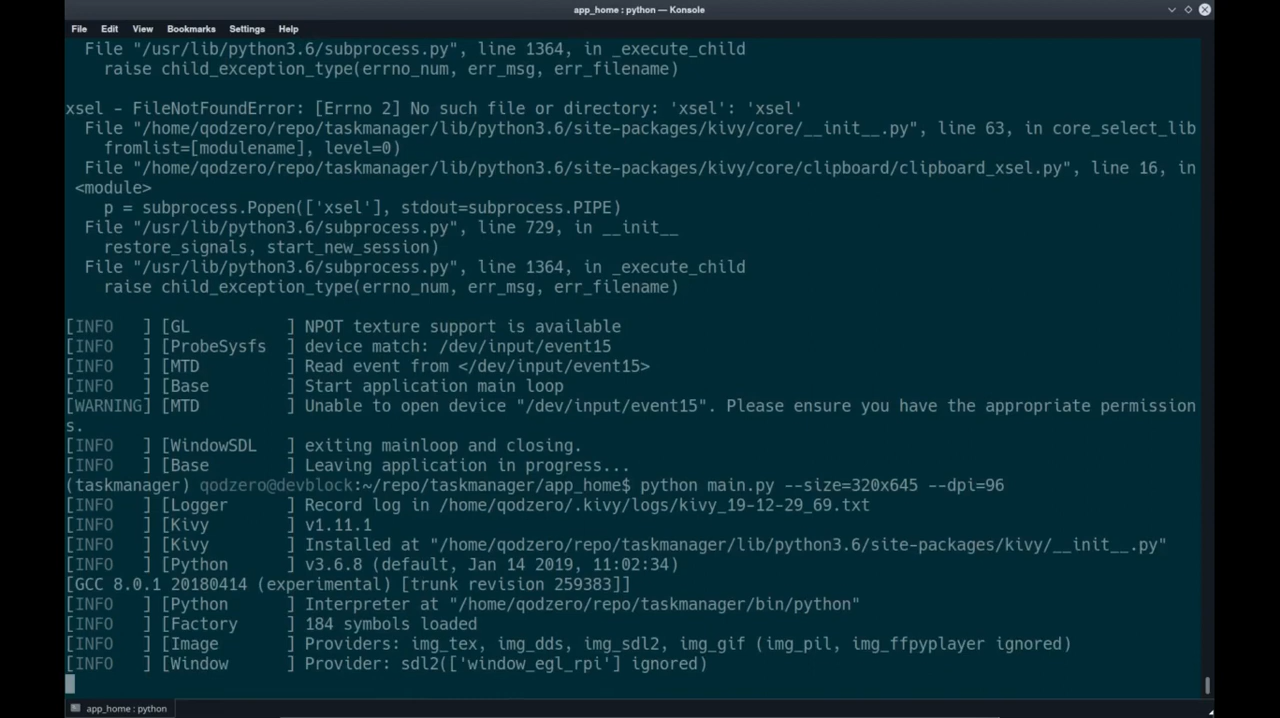 app_home : python — Konsole
File Edit View Bookmarks Settings Help
File "/usr/lib/python3.6/subprocess.py", line 1364, in _execute_child
raise child_exception_type(errno_num, err_msg, err_filename)
xsel - FileNotFoundError: [Errno 2] No such file or directory: 'xsel': 'xsel'
File "/home/qodzero/repo/taskmanager/lib/python3.6/site-packages/kivy/core/__init__.py", line 63, in core_select_lib
fromlist=[modulename], level=0)
File "/home/qodzero/repo/taskmanager/lib/python3.6/site-packages/kivy/core/clipboard/clipboard_xsel.py", line 16, in
<module>
p = subprocess.Popen(['xsel'], stdout=subprocess.PIPE)
File "/usr/lib/python3.6/subprocess.py", line 729, in __init__
restore_signals, start_new_session)
File "/usr/lib/python3.6/subprocess.py", line 1364, in _execute_child
raise child_exception_type(errno_num, err_msg, err_filename)
[INFO   ] [GL          ] NPOT texture support is available
[INFO   ] [ProbeSysfs  ] device match: /dev/input/event15
[INFO   ] [MTD         ] Read event from </dev/input/event15>
[INFO   ] [Base        ] Start application main loop
[WARNING] [MTD         ] Unable to open device "/dev/input/event15". Please ensure you have the appropriate permission
s.
[INFO   ] [WindowSDL   ] exiting mainloop and closing.
[INFO   ] [Base        ] Leaving application in progress...
(taskmanager) qodzero@devblock:~/repo/taskmanager/app_home$ python main.py --size=320x645 --dpi=96
[INFO   ] [Logger      ] Record log in /home/qodzero/.kivy/logs/kivy_19-12-29_69.txt
[INFO   ] [Kivy        ] v1.11.1
[INFO   ] [Kivy        ] Installed at "/home/qodzero/repo/taskmanager/lib/python3.6/site-packages/kivy/__init__.py"
[INFO   ] [Python      ] v3.6.8 (default, Jan 14 2019, 11:02:34)
[GCC 8.0.1 20180414 (experimental) [trunk revision 259383]]
[INFO   ] [Python      ] Interpreter at "/home/qodzero/repo/taskmanager/bin/python"
[INFO   ] [Factory     ] 184 symbols loaded
[INFO   ] [Image       ] Providers: img_tex, img_dds, img_sdl2, img_gif (img_pil, img_ffpyplayer ignored)
[INFO   ] [Window      ] Provider: sdl2(['window_egl_rpi'] ignored)
app_home : python